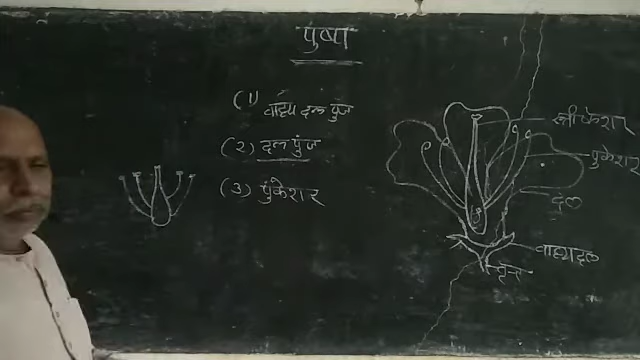 पुष्प
(1) वाह्य दल पुंज
(2) दल पुंज
(3) पुंकेशर
स्त्रीकेशर
पुंकेशर
दल
वाह्यदल